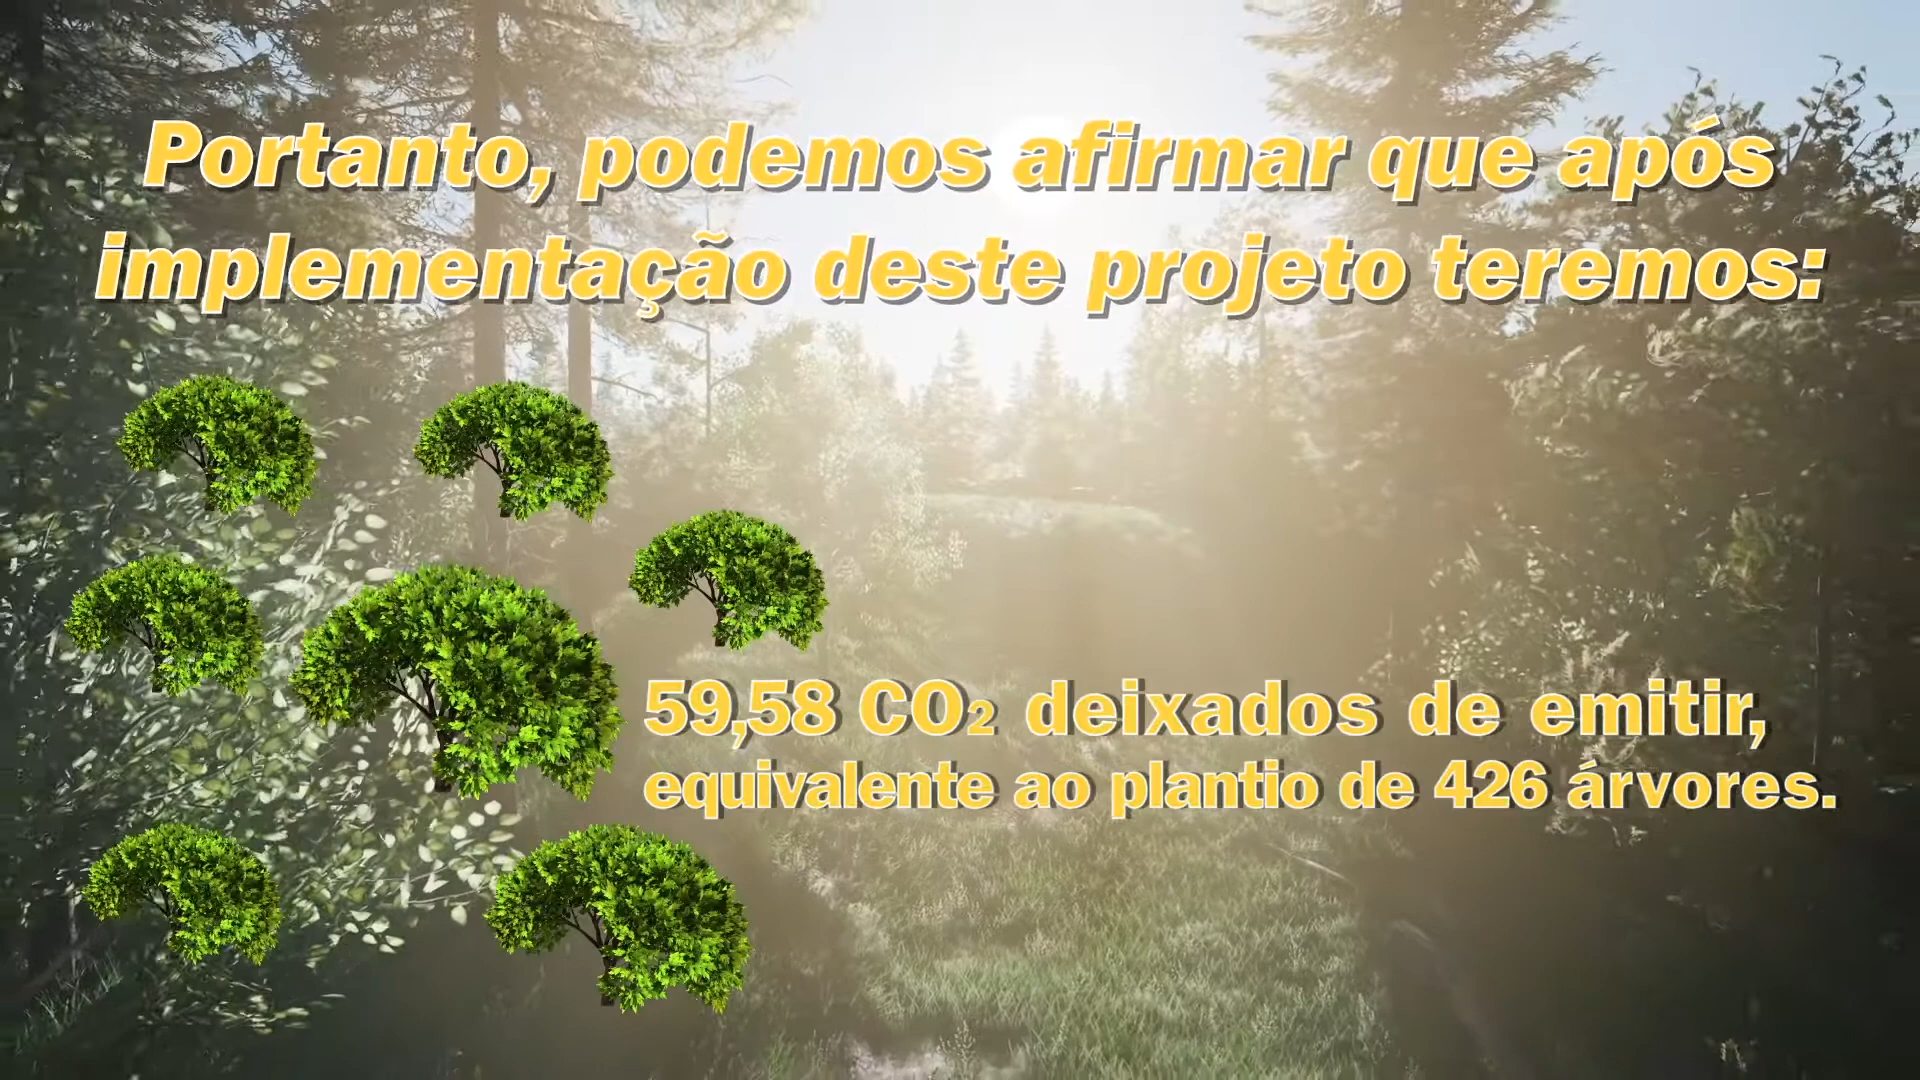 Portanto, podemos afirmar que após
implementação deste projeto teremos:
59,58 CO₂ deixados de emitir,
equivalente ao plantio de 426 árvores.